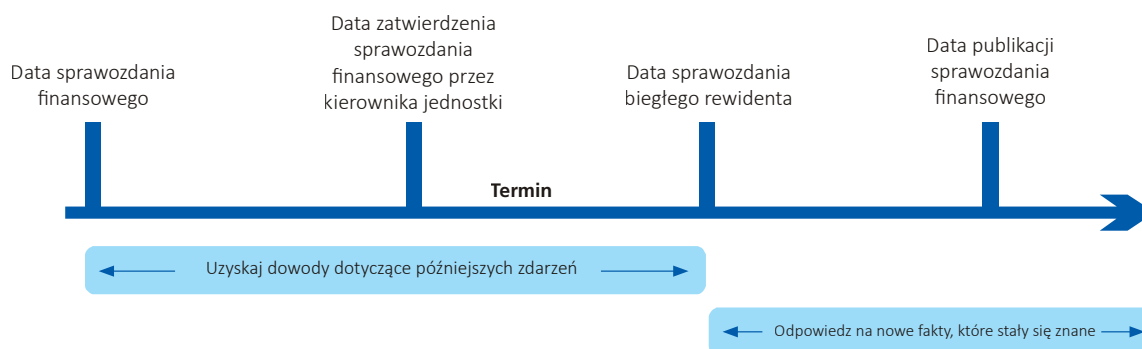 Data sprawozdania
finansowego
Data zatwierdzenia
sprawozdania
finansowego przez
kierownika jednostki
Data sprawozdania
biegłego rewidenta
Data publikacji
sprawozdania
finansowego
Termin
Uzyskaj dowody dotyczące późniejszych zdarzeń
Odpowiedz na nowe fakty, które stały się znane